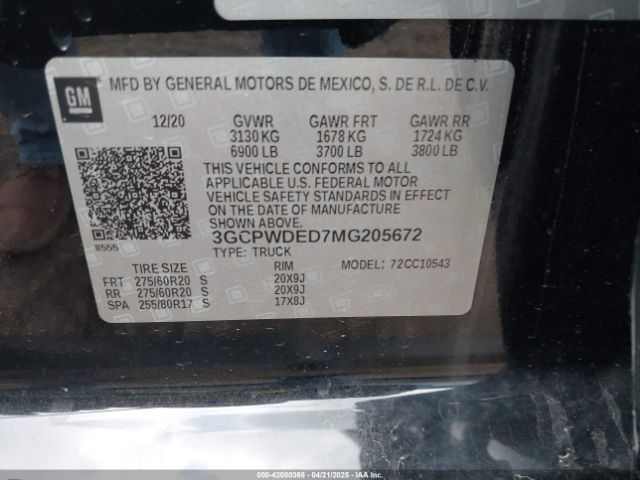 GM
MFD BY GENERAL MOTORS DE MEXICO, S. DE R.L. DE C.V.
12/20 GVWR GAWR FRT GAWR RR
3130 KG 1678 KG 1724 KG
6900 LB 3700 LB 3800 LB
THIS VEHICLE CONFORMS TO ALL
APPLICABLE U.S. FEDERAL MOTOR
VEHICLE SAFETY STANDARDS IN EFFECT
ON THE DATE OF MANUFACTURE
SHOWN ABOVE.
8555
3GCPWDED7MG205672
TYPE: TRUCK MODEL: 72CC10543
TIRE SIZE RIM
FRT 275/60R20 S 20X9J
RR 275/60R20 S 20X9J
SPA 255/80R17 S 17X8J
000-42080368 - 04/21/2025 - IAA Inc.